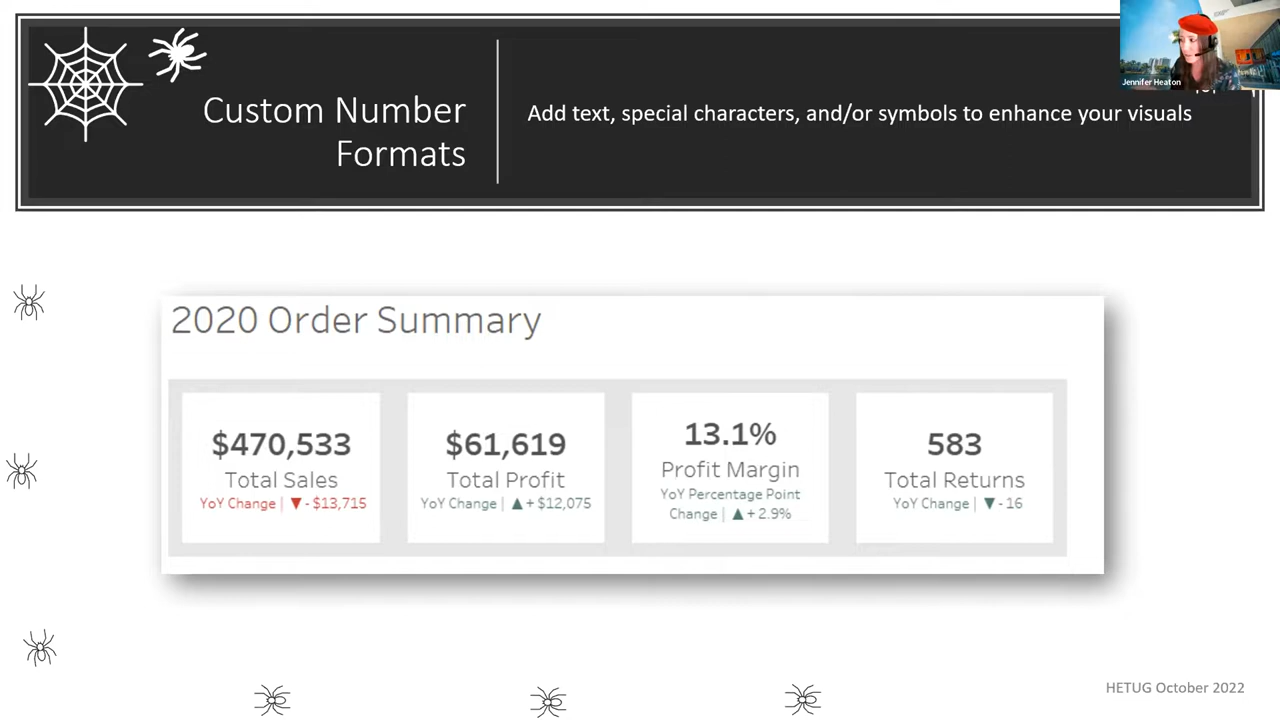 Custom Number
Formats
Add text, special characters, and/or symbols to enhance your visuals
Jennifer Heaton
2020 Order Summary
$470,533
Total Sales
YoY Change | ▼ - $13,715
$61,619
Total Profit
YoY Change | ▲ + $12,075
13.1%
Profit Margin
YoY Percentage Point
Change | ▲ + 2.9%
583
Total Returns
YoY Change | ▼ - 16
HETUG October 2022